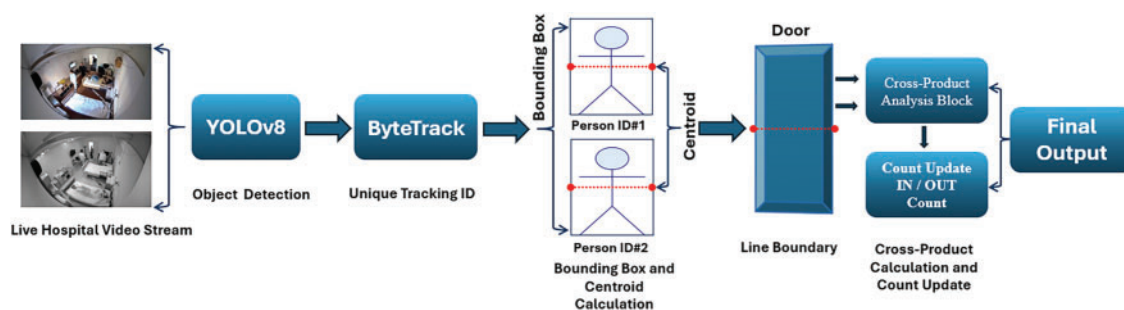 Live Hospital Video Stream
YOLOv8
Object Detection
ByteTrack
Unique Tracking ID
Bounding Box
Person ID#1
Person ID#2
Centroid
Bounding Box and
Centroid
Calculation
Door
Line Boundary
Cross-Product
Analysis Block
Count Update
IN / OUT
Count
Cross-Product
Calculation and
Count Update
Final
Output